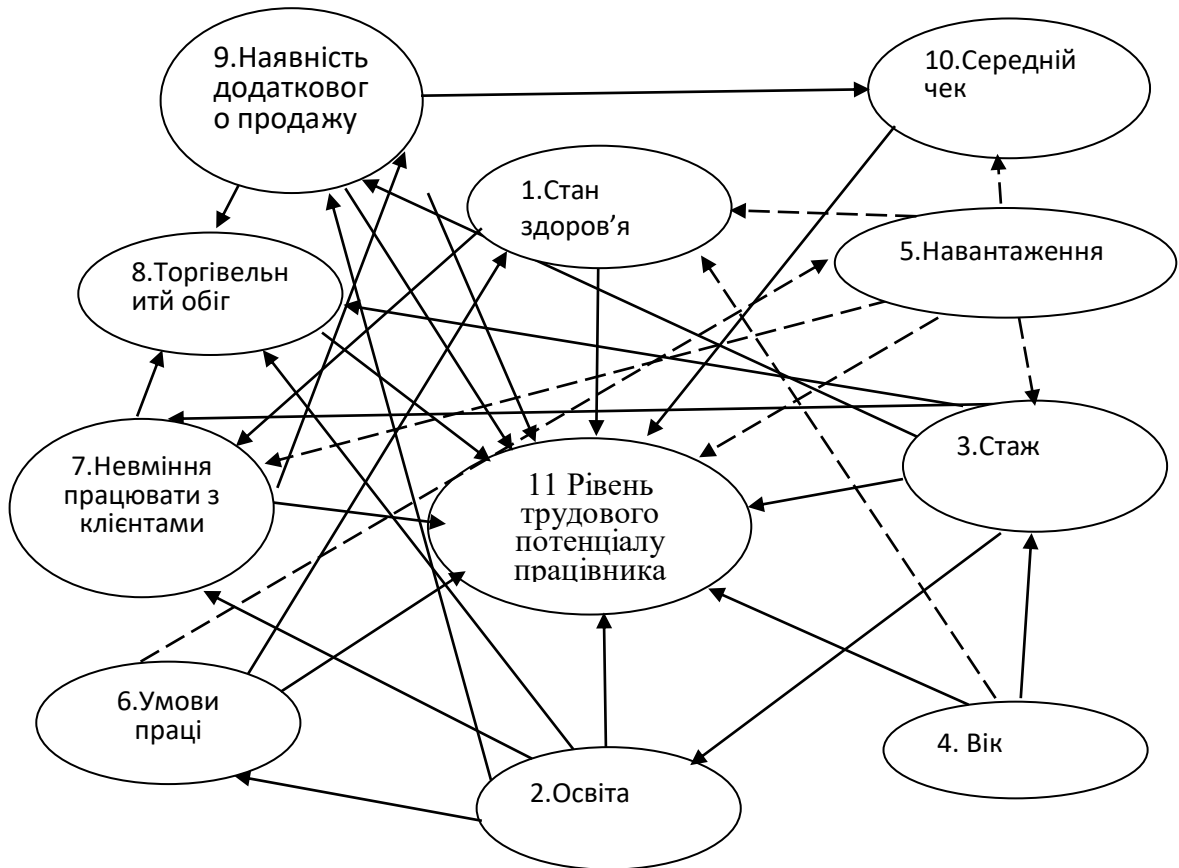 9.Наявність
додатковог
о продажу
10.Середній
чек
1.Стан
здоров’я
5.Навантаження
8.Торгівельн
итй обіг
3.Стаж
7.Невміння
працювати з
клієнтами
11 Рівень
трудового
потенціалу
працівника
6.Умови
праці
4. Вік
2.Освіта